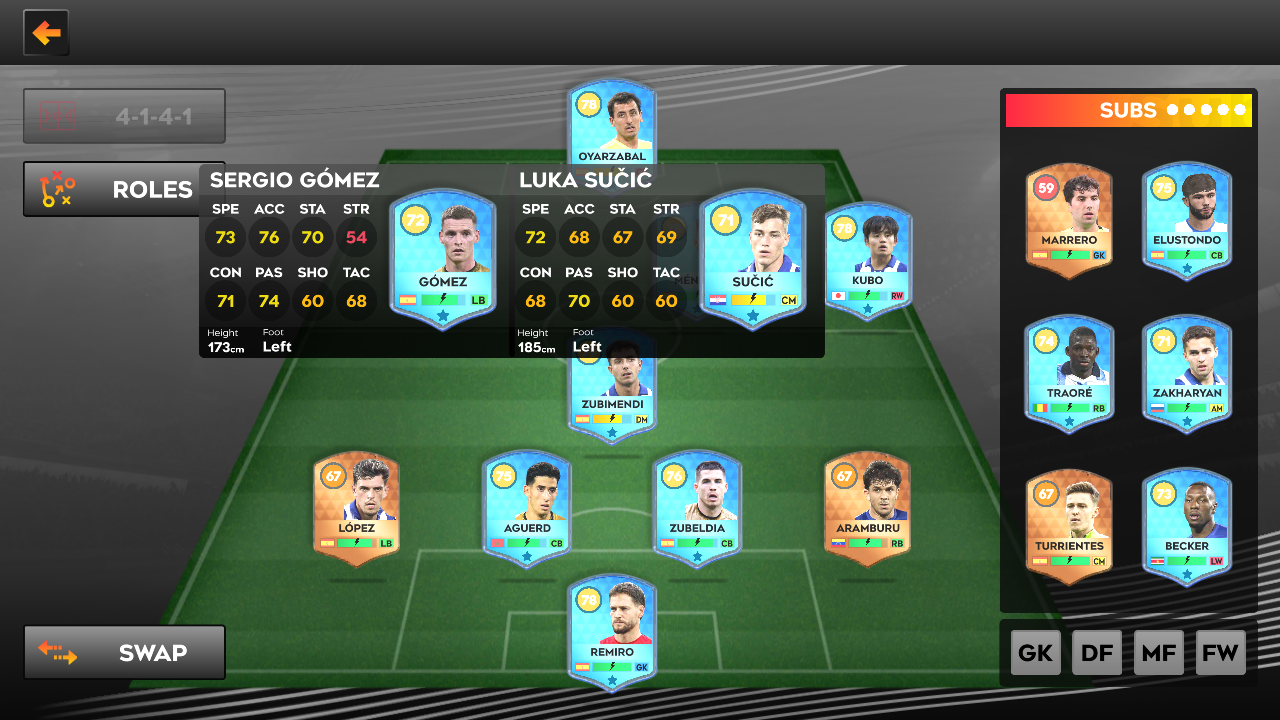 4-1-4-1
ROLES
78
OYARZABAL
SERGIO GÓMEZ
SPE ACC STA STR
73 76 70 54
CON PAS SHO TAC
71 74 60 68
Height Foot
173cm Left
72
GÓMEZ
LB
LUKA SUČIĆ
SPE ACC STA STR
72 68 67 69
CON PAS SHO TAC
68 70 60 60
Height Foot
185cm Left
71
SUČIĆ
CM
78
KUBO
RW
ZUBIMENDI
DM
67
LÓPEZ
LB
75
AGUERD
CB
76
ZUBELDIA
CB
67
ARAMBURU
RB
78
REMIRO
GK
SWAP
SUBS
59
MARRERO
GK
75
ELUSTONDO
CB
74
TRAORÉ
RB
71
ZAKHARYAN
AM
67
TURRIENTES
CM
73
BECKER
LW
GK DF MF FW